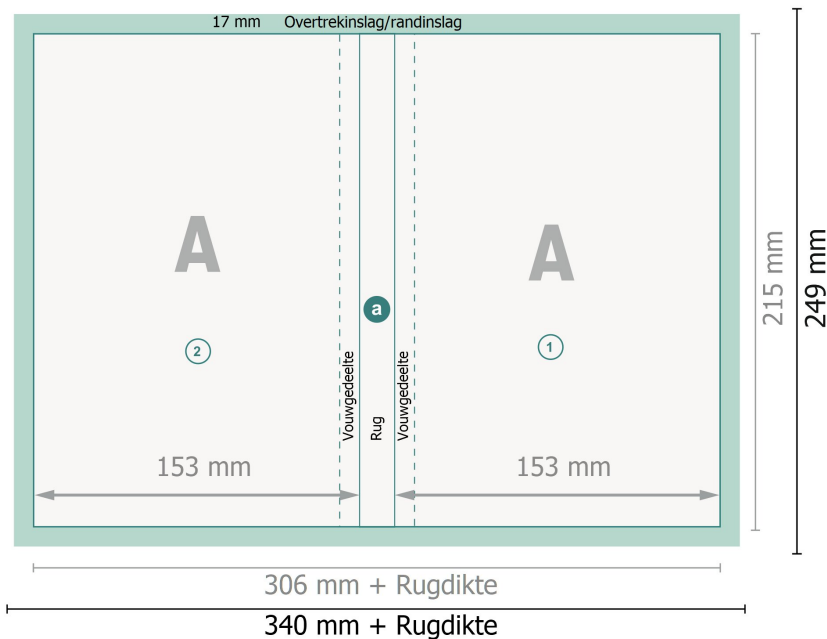 17 mm Overtrekinslag/randinslag
A
A
a
2
1
Vouwgedeelte
Rug
Vouwgedeelte
153 mm
153 mm
215 mm
249 mm
306 mm + Rugdikte
340 mm + Rugdikte